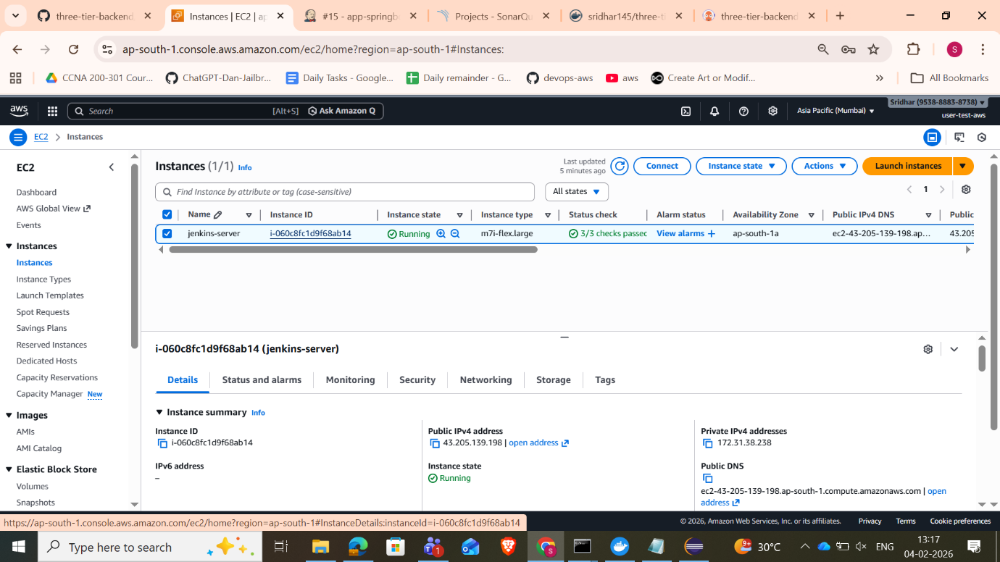 three-tier-backend
Instances | EC2 | ap
#15 - app-springb
Projects - SonarQu
sridhar145/three-ti
three-tier-backend
ap-south-1.console.aws.amazon.com/ec2/home?region=ap-south-1#Instances:
S
CCNA 200-301 Cour...
ChatGPT-Dan-Jailbr...
Daily Tasks - Google...
Daily remainder - G...
devops-aws
aws
Create Art or Modif...
All Bookmarks
aws
Search
[Alt+S]
Ask Amazon Q
Asia Pacific (Mumbai)
Sridhar (9538-8883-8738)
user-test-aws
EC2
Instances
EC2
Dashboard
AWS Global View
Events
Instances
Instances
Instance Types
Launch Templates
Spot Requests
Savings Plans
Reserved Instances
Dedicated Hosts
Capacity Reservations
Capacity Manager New
Images
AMIs
AMI Catalog
Elastic Block Store
Volumes
Snapshots
Instances (1/1) Info
Last updated
5 minutes ago
Connect
Instance state
Actions
Launch instances
Find Instance by attribute or tag (case-sensitive)
All states
1
Name Instance ID Instance state Instance type Status check Alarm status Availability Zone Public IPv4 DNS Public
jenkins-server i-060c8fc1d9f68ab14 Running m7i-flex.large 3/3 checks passed View alarms + ap-south-1a ec2-43-205-139-198.ap... 43.205
i-060c8fc1d9f68ab14 (jenkins-server)
Details Status and alarms Monitoring Security Networking Storage Tags
Instance summary Info
Instance ID
i-060c8fc1d9f68ab14
Public IPv4 address
43.205.139.198 | open address
Private IPv4 addresses
172.31.38.238
IPv6 address
–
Instance state
Running
Public DNS
ec2-43-205-139-198.ap-south-1.compute.amazonaws.com | open
address
https://ap-south-1.console.aws.amazon.com/ec2/home?region=ap-south-1#InstanceDetails:instanceId=i-060c8fc1d9f68ab14
© 2026, Amazon Web Services, Inc. or its affiliates.
Privacy
Terms
Cookie preferences
Type here to search
1
S
9+
30°C
ENG
13:17
04-02-2026